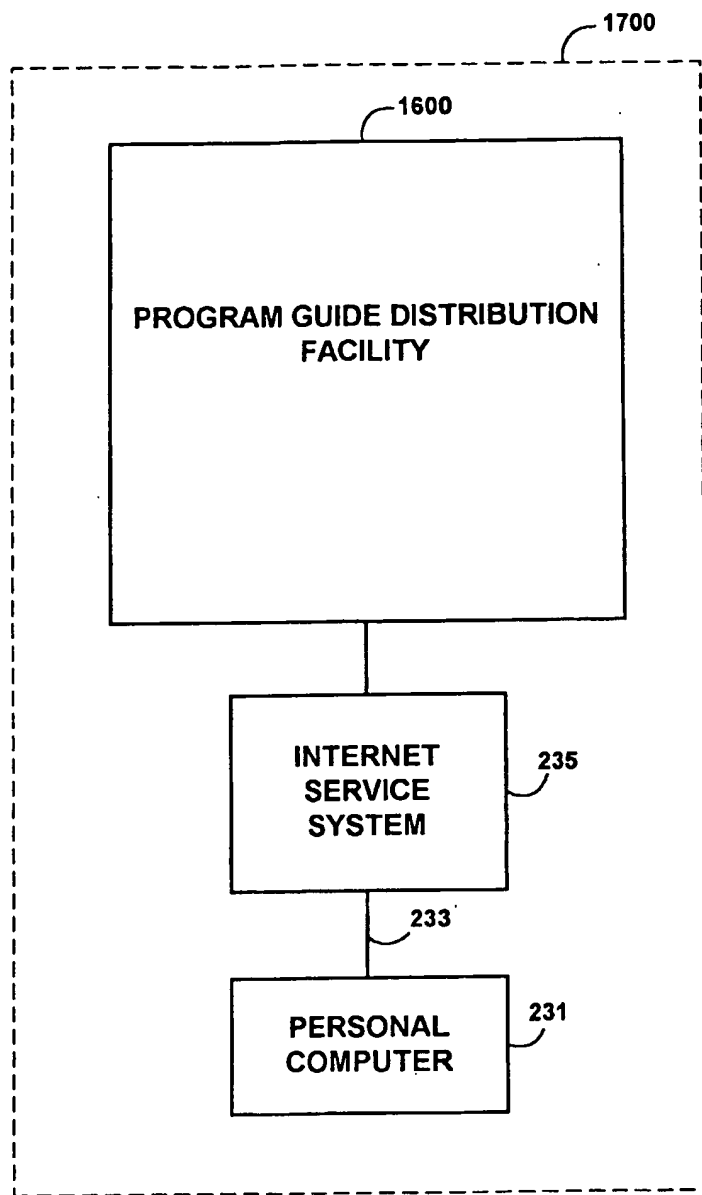 1700
1600
PROGRAM GUIDE DISTRIBUTION
FACILITY
INTERNET
SERVICE
SYSTEM
235
233
PERSONAL
COMPUTER
231